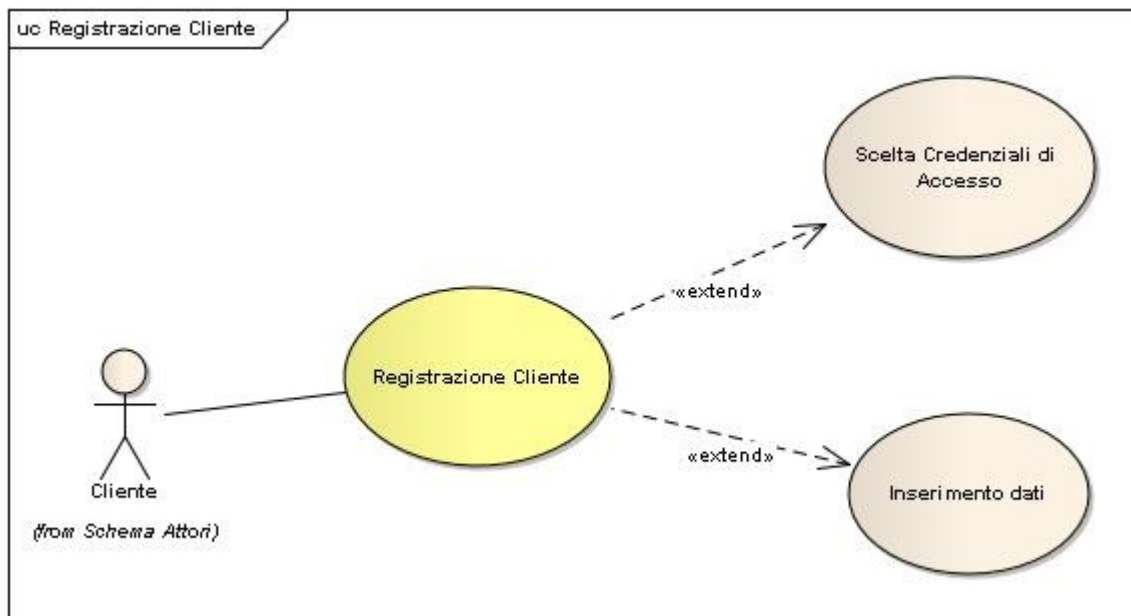 uc Registrazione Cliente
Scelta Credenziali di
Accesso
«extend»
Registrazione Cliente
«extend»
Inserimento dati
Cliente
(from Schema Attori)